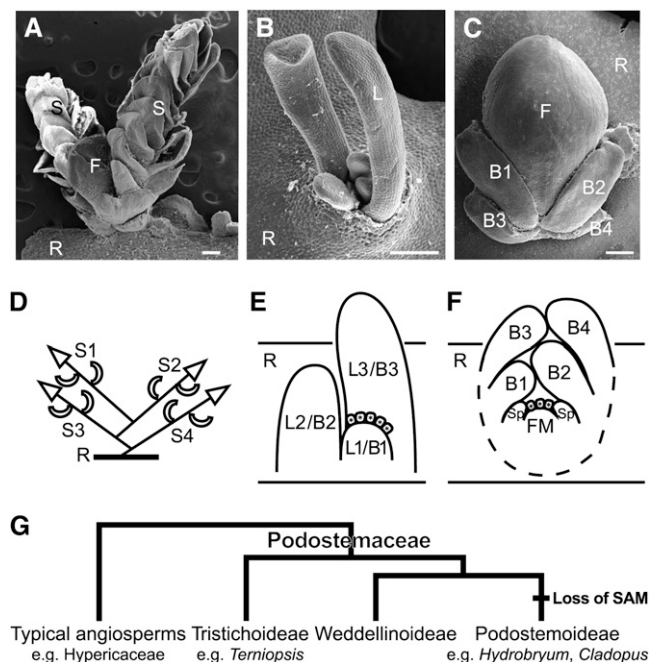 A
B
C
S
S
F
R
L
R
R
F
B1
B2
B3
B4
D
E
F
S1
S2
S3
S4
R
R
L3/B3
L2/B2
L1/B1
B3
B4
R
B1
B2
Sp
Sp
FM
G
Podostemaceae
Loss of SAM
Typical angiosperms Tristichoideae Weddellinoideae Podostemoideae
e.g. Hypericaceae e.g. Terniopsis e.g. Hydrobryum, Cladopus